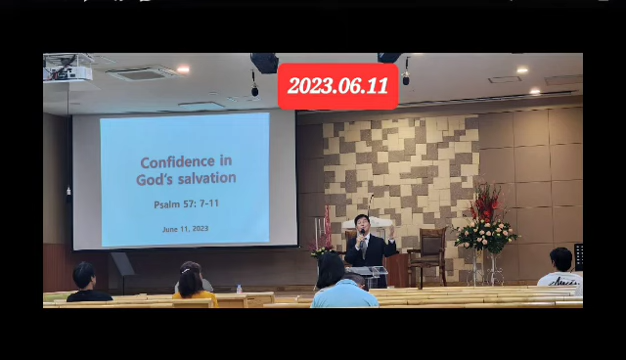 2023.06.11
Confidence in
God's salvation
Psalm 57: 7-11
June 11, 2023